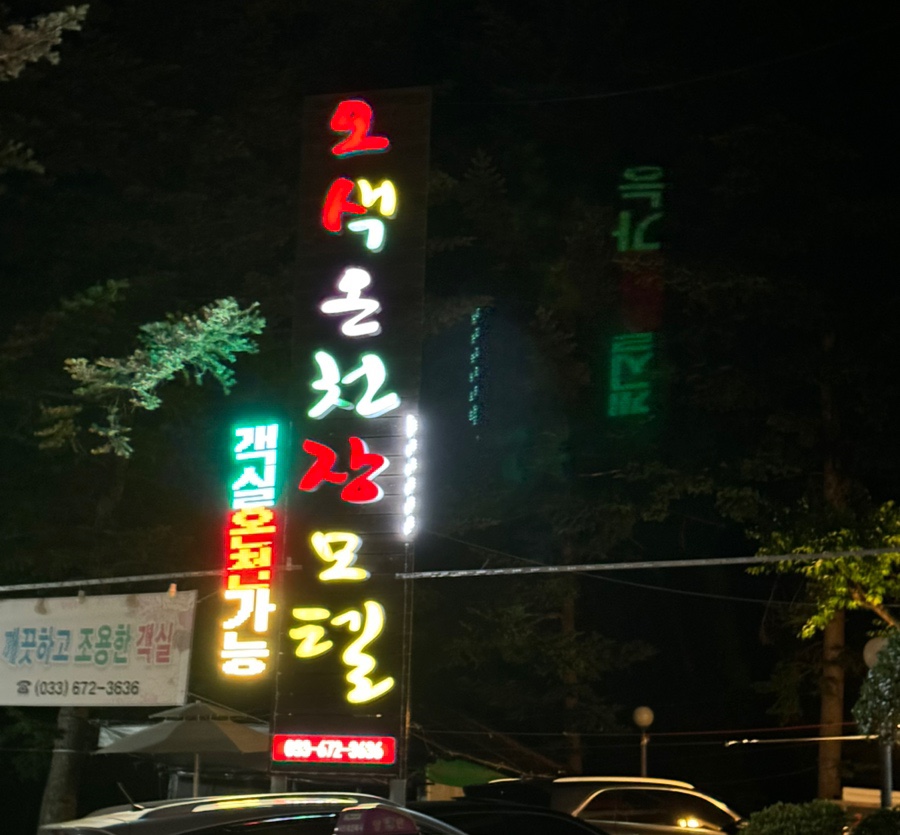 오색온천장모텔
033-672-3636
객실온천가능
깨끗하고 조용한 객실
☎ (033) 672-3636